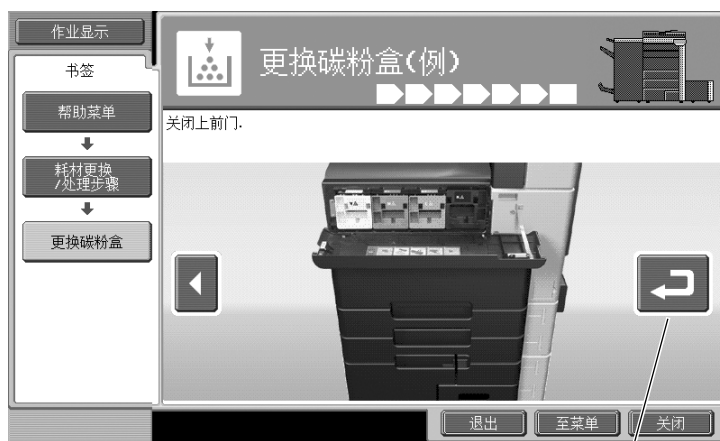 作业显示
书签
帮助菜单
耗材更换
/处理步骤
更换碳粉盒
更换碳粉盒(例)
关闭上前门.
退出
至菜单
关闭